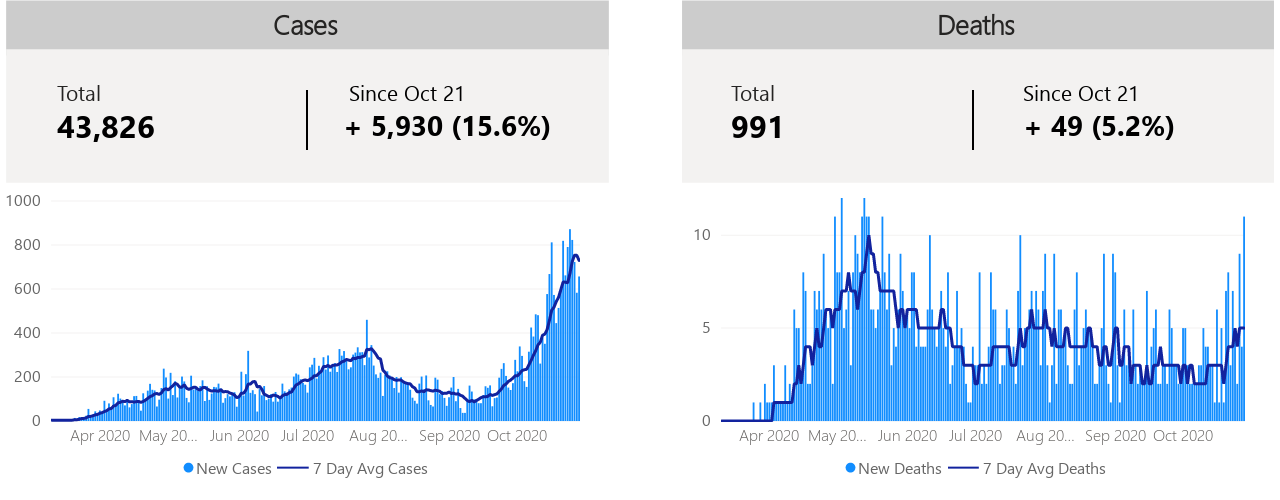 Cases
Total
Since Oct 21
43,826
+ 5,930 (15.6%)
1000
800
600
400
200
0
Apr 2020 May 20... Jun 2020 Jul 2020 Aug 20... Sep 2020 Oct 2020
New Cases 7 Day Avg Cases
Deaths
Total
Since Oct 21
991
+ 49 (5.2%)
10
5
0
Apr 2020 May 20... Jun 2020 Jul 2020 Aug 20... Sep 2020 Oct 2020
New Deaths 7 Day Avg Deaths